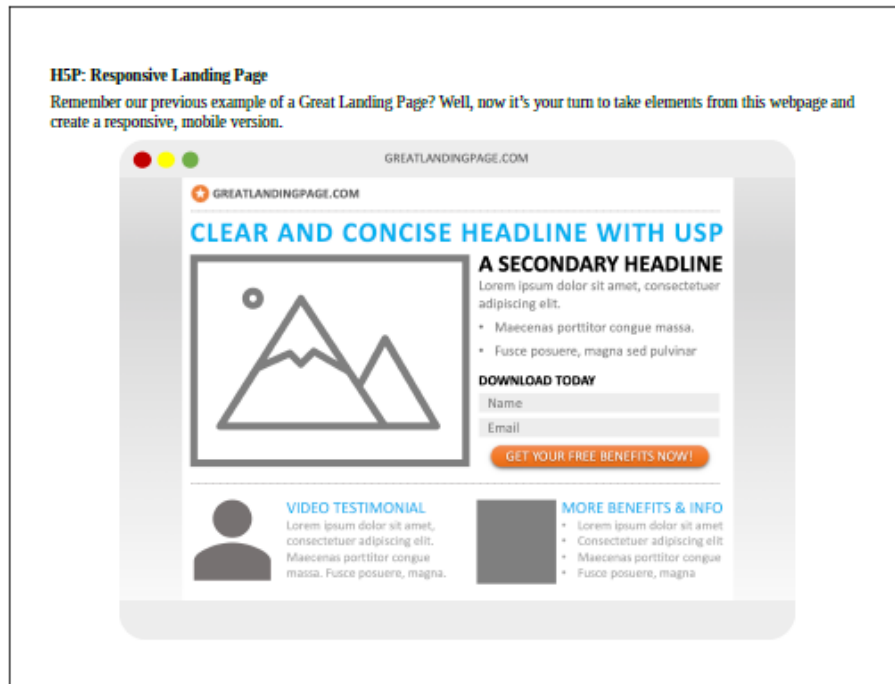 H5P: Responsive Landing Page
Remember our previous example of a Great Landing Page? Well, now it's your turn to take elements from this webpage and
create a responsive, mobile version.
GREATLANDINGPAGE.COM
GREATLANDINGPAGE.COM
CLEAR AND CONCISE HEADLINE WITH USP
A SECONDARY HEADLINE
Lorem ipsum dolor sit amet, consectetuer
adipiscing elit.
• Maecenas porttitor congue massa.
• Fusce posuere, magna sed pulvinar
DOWNLOAD TODAY
Name
Email
GET YOUR FREE BENEFITS NOW!
VIDEO TESTIMONIAL
Lorem ipsum dolor sit amet,
consectetuer adipiscing elit.
Maecenas porttitor congue
massa. Fusce posuere, magna.
MORE BENEFITS & INFO
• Lorem ipsum dolor sit amet
• Consectetuer adipiscing elit
• Maecenas porttitor congue
• Fusce posuere, magna